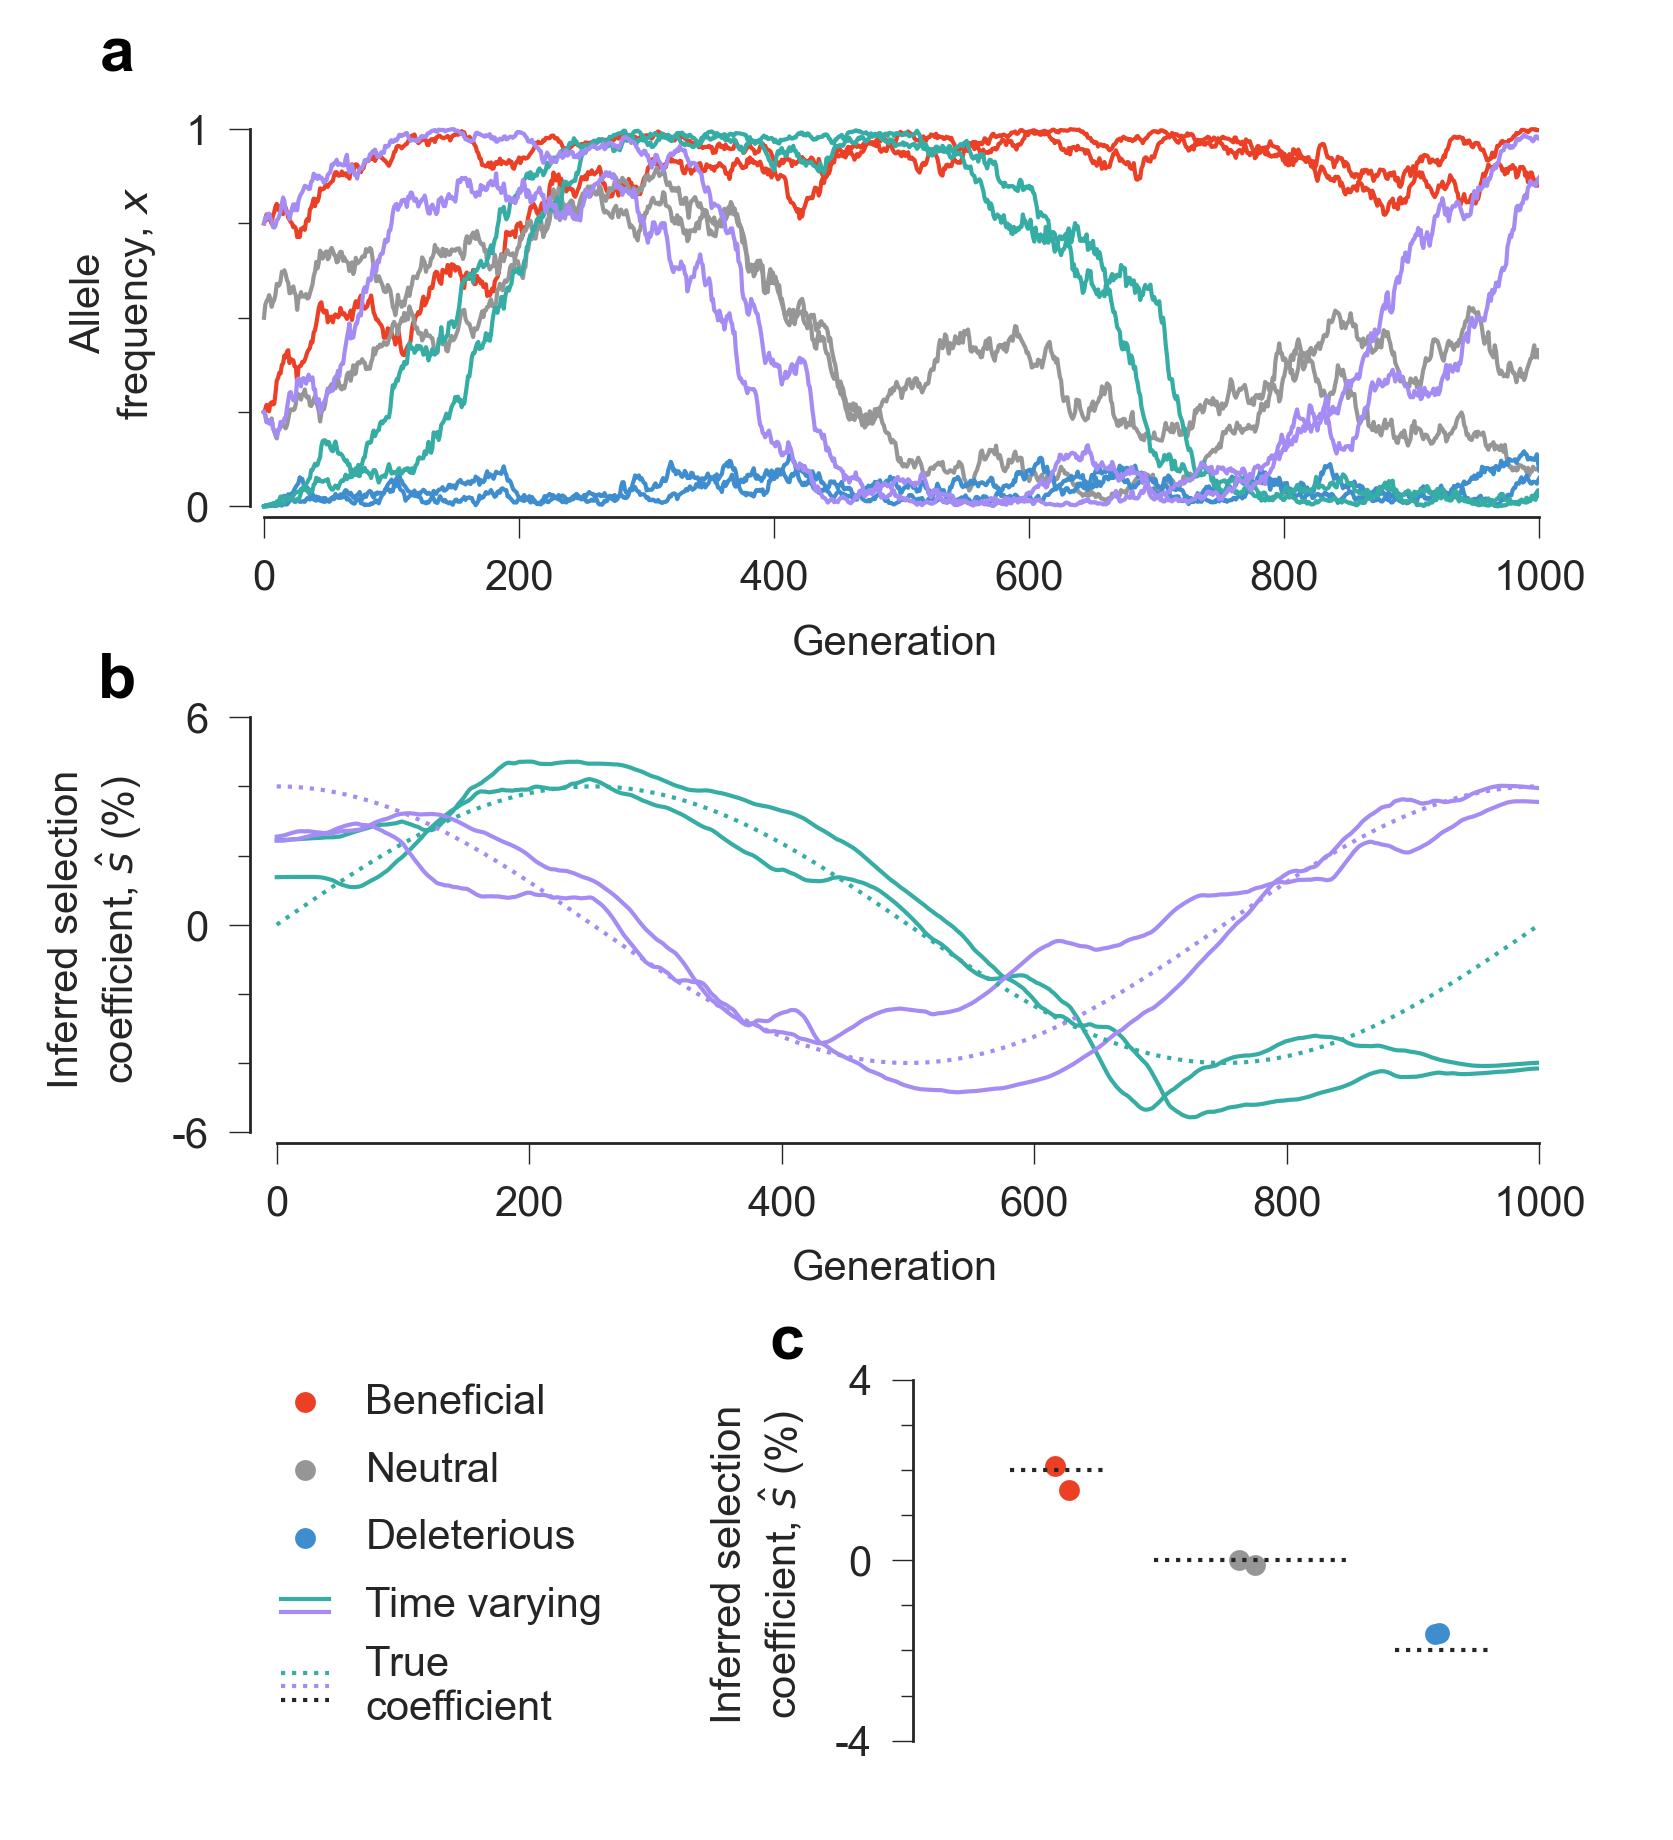 a
1
0
Allele
frequency, x
0 200 400 600 800 1000
Generation
b
6
0
-6
Inferred selection
coefficient, ŝ (%)
0 200 400 600 800 1000
Generation
Beneficial
Neutral
Deleterious
Time varying
True
coefficient
c
4
0
-4
Inferred selection
coefficient, ŝ (%)